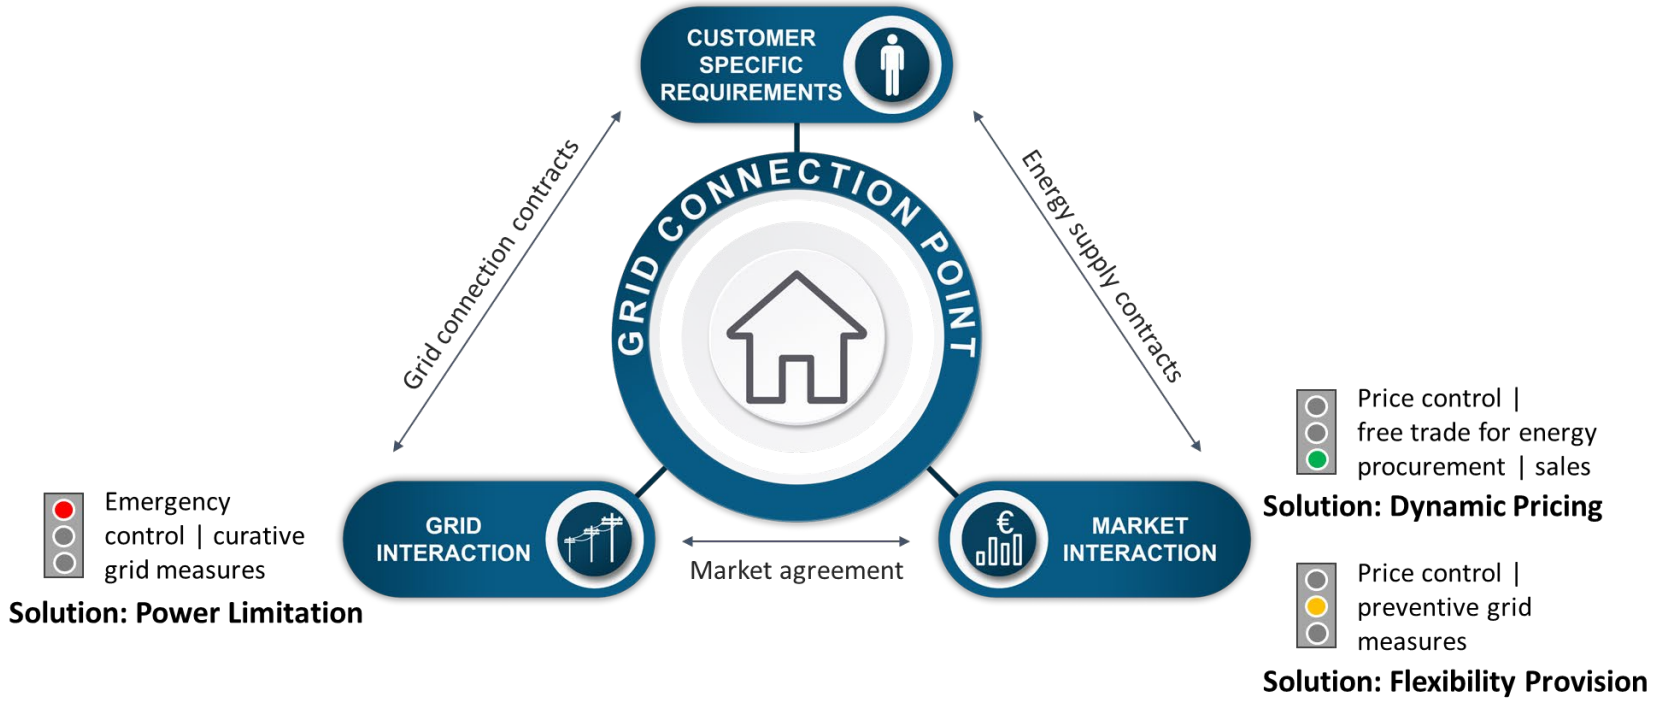 CUSTOMER
SPECIFIC
REQUIREMENTS
GRID CONNECTION POINT
Grid connection contracts
Energy supply contracts
Price control |
free trade for energy
procurement | sales
Solution: Dynamic Pricing
Emergency
control | curative
grid measures
Solution: Power Limitation
GRID
INTERACTION
Market agreement
€
MARKET
INTERACTION
Price control |
preventive grid
measures
Solution: Flexibility Provision